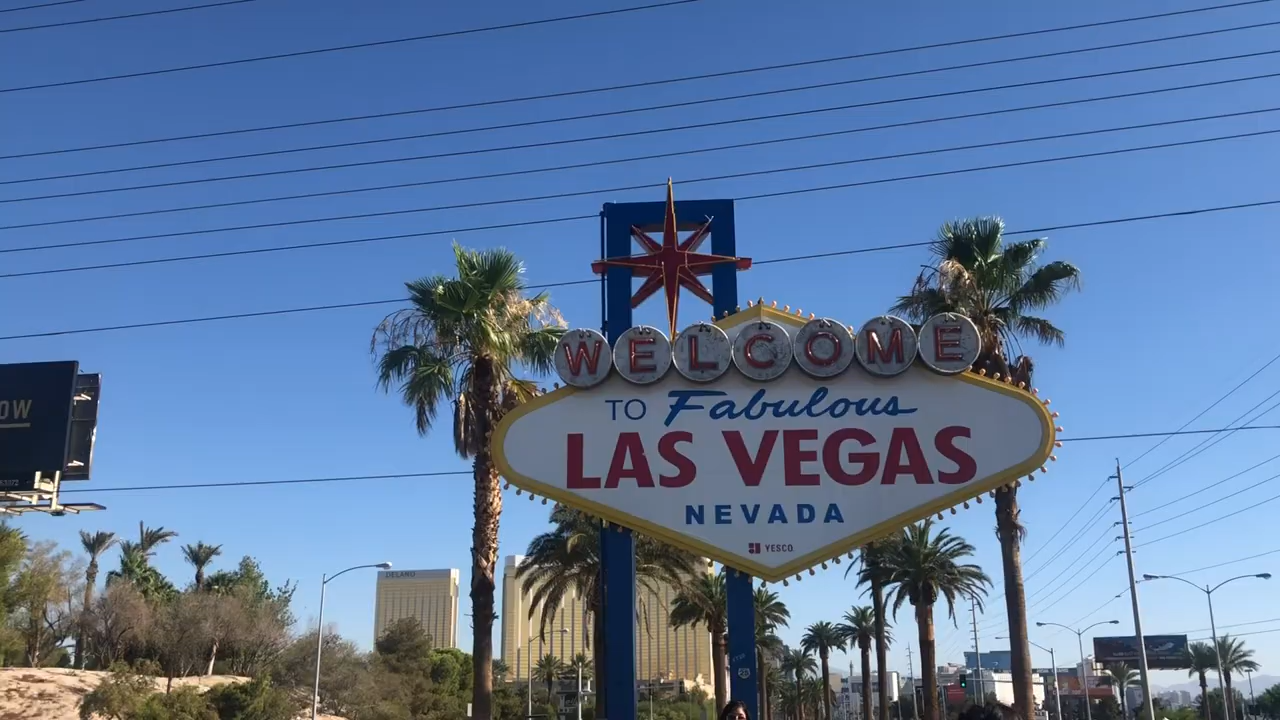 WELCOME
TO Fabulous
LAS VEGAS
NEVADA
YESCO.
OW
DELANO